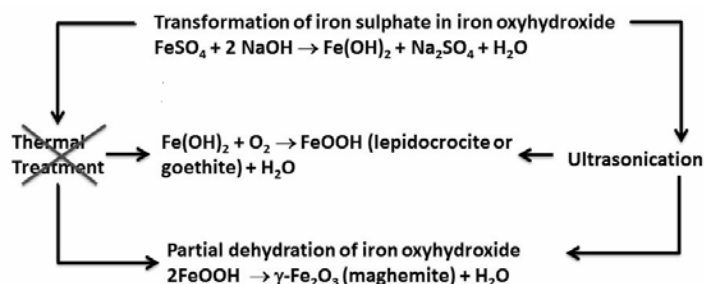 Transformation of iron sulphate in iron oxyhydroxide
FeSO₄ + 2 NaOH → Fe(OH)₂ + Na₂SO₄ + H₂O
Thermal
Treatment
Fe(OH)₂ + O₂ → FeOOH (lepidocrocite or
goethite) + H₂O
Ultrasonication
Partial dehydration of iron oxyhydroxide
2FeOOH → γ-Fe₂O₃ (maghemite) + H₂O